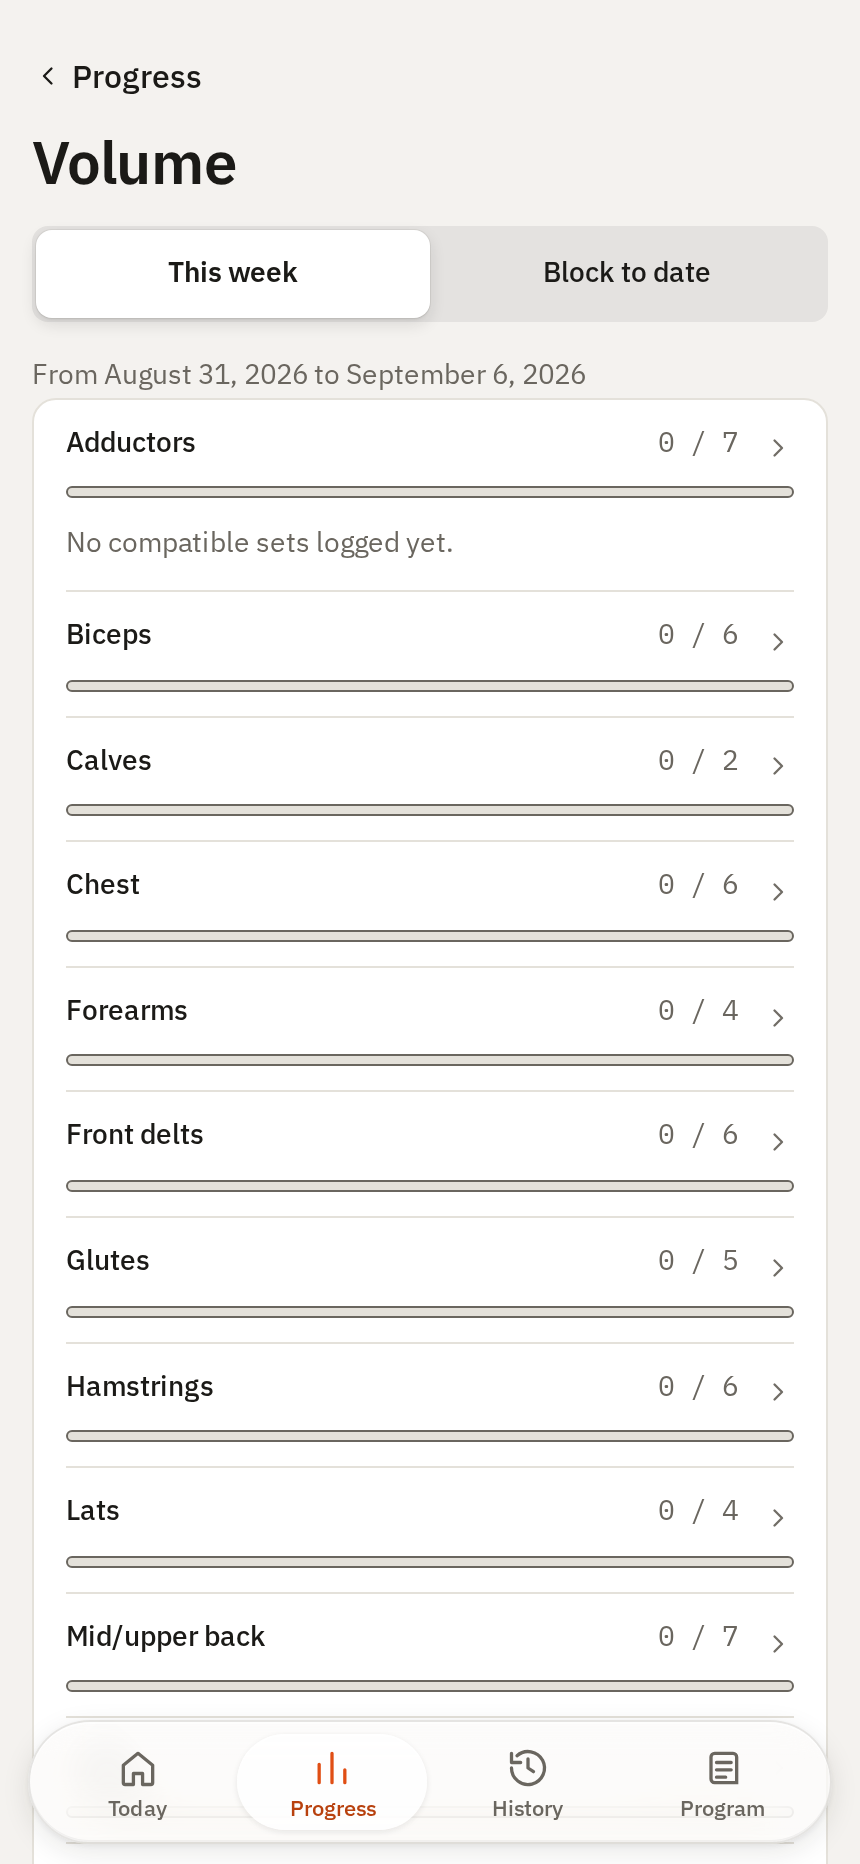 Progress
Volume
This week
Block to date
From August 31, 2026 to September 6, 2026
Adductors 0 / 7
No compatible sets logged yet.
Biceps 0 / 6
Calves 0 / 2
Chest 0 / 6
Forearms 0 / 4
Front delts 0 / 6
Glutes 0 / 5
Hamstrings 0 / 6
Lats 0 / 4
Mid/upper back 0 / 7
Today
Progress
History
Program